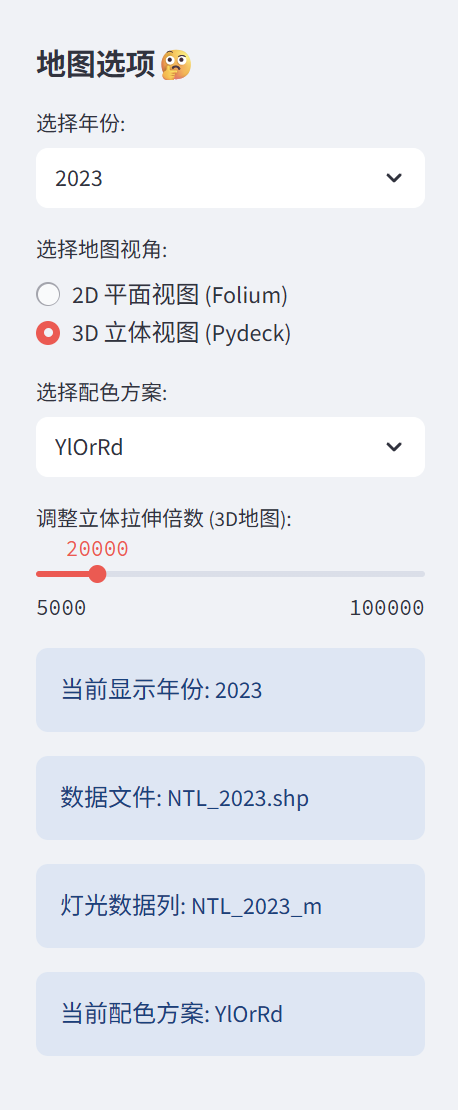 地图选项🤔
选择年份:
2023
选择地图视角:
2D 平面视图 (Folium)
3D 立体视图 (Pydeck)
选择配色方案:
YlOrRd
调整立体拉伸倍数 (3D地图):
20000
5000 100000
当前显示年份: 2023
数据文件: NTL_2023.shp
灯光数据列: NTL_2023_m
当前配色方案: YlOrRd